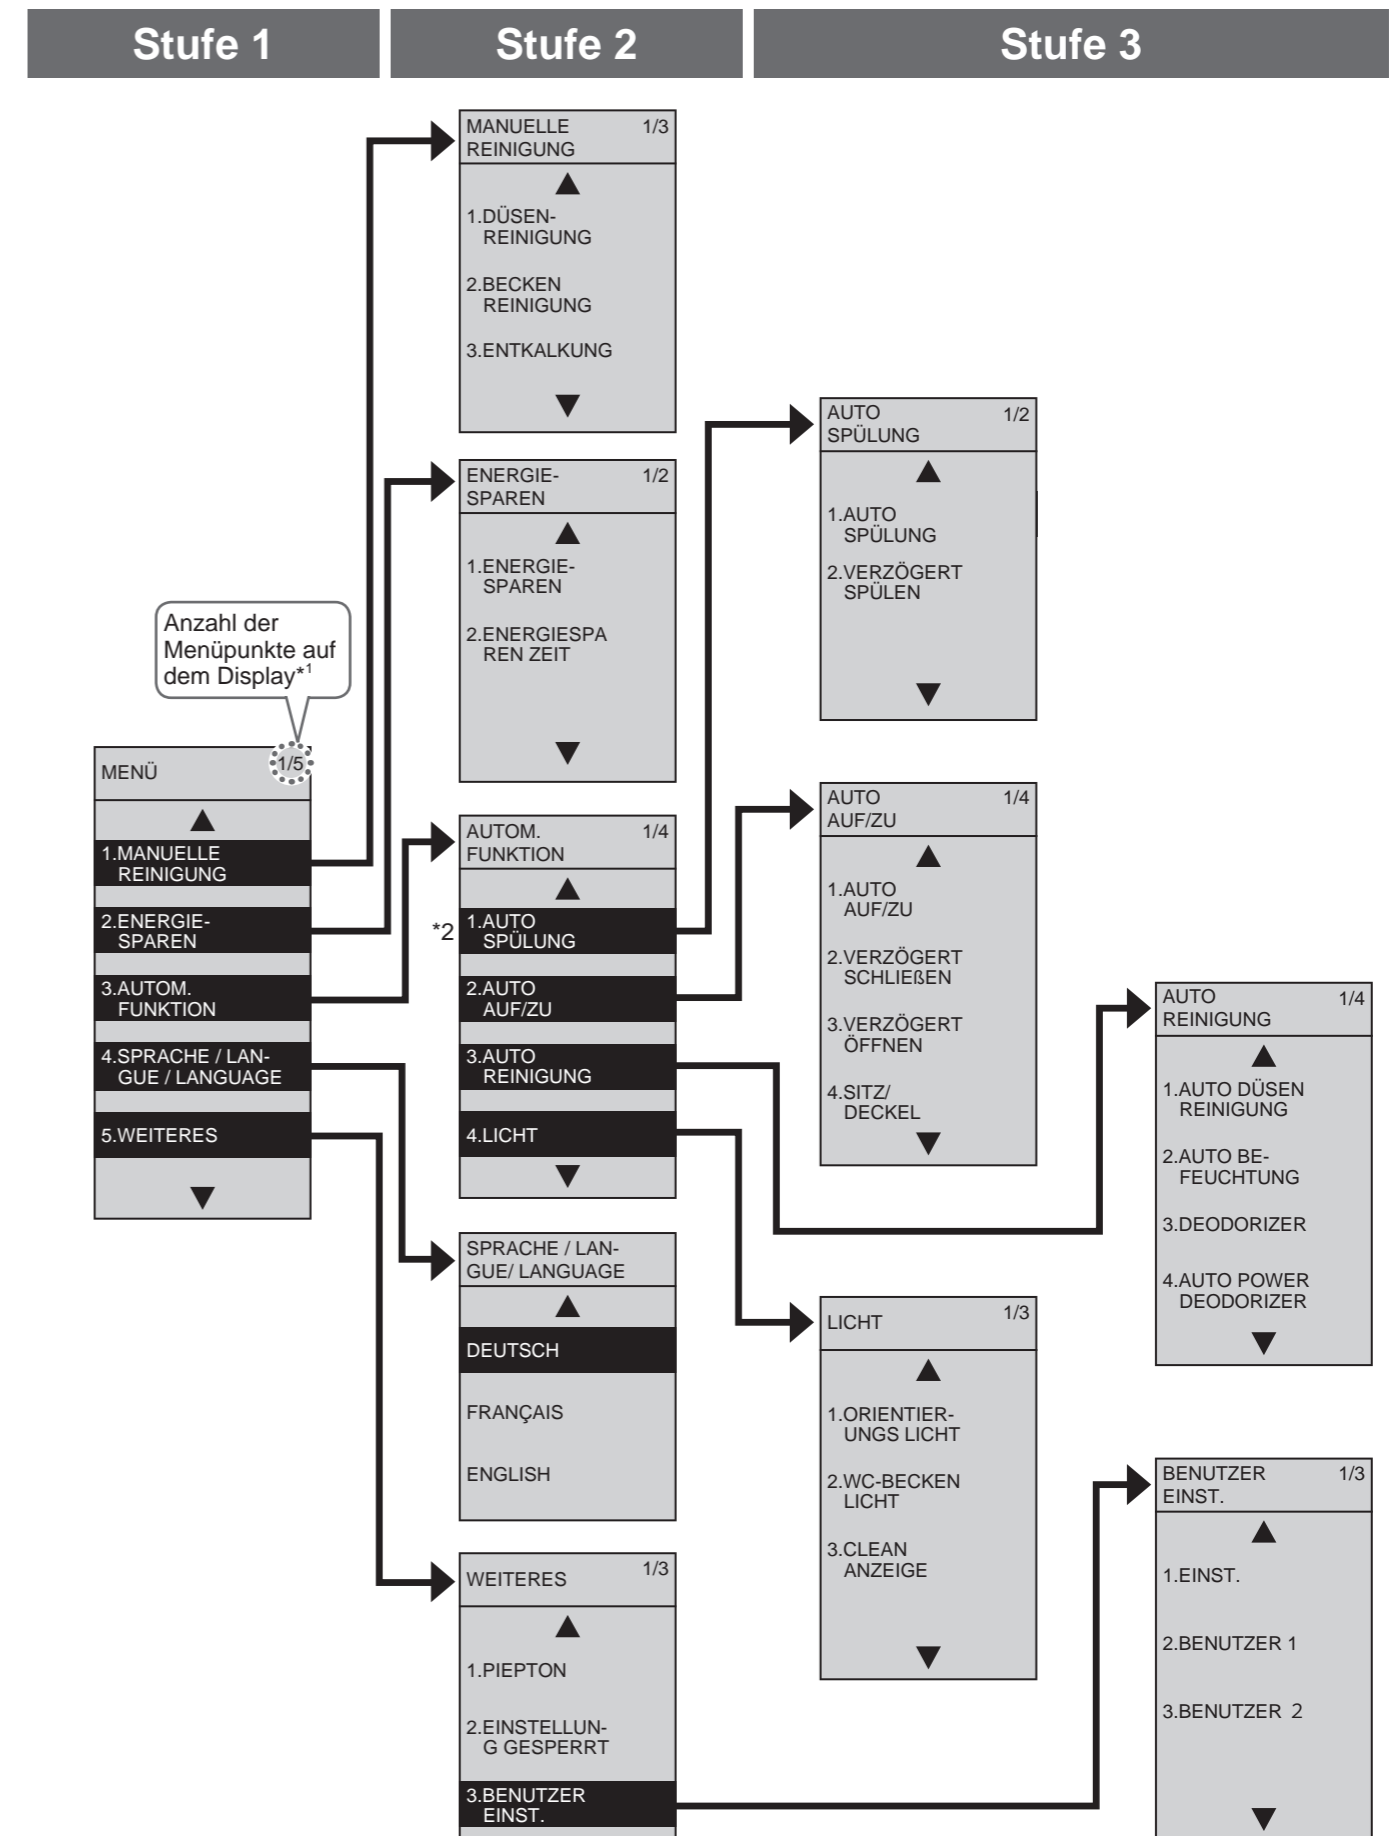 Stufe 1
Stufe 2
Stufe 3
Anzahl der
Menüpunkte auf
dem Display*1
MENÜ 1/5
1.MANUELLE
REINIGUNG
2.ENERGIE-
SPAREN
3.AUTOM.
FUNKTION
4.SPRACHE / LAN-
GUE / LANGUAGE
5.WEITERES
MANUELLE 1/3
REINIGUNG
1.DÜSEN-
REINIGUNG
2.BECKEN
REINIGUNG
3.ENTKALKUNG
ENERGIE- 1/2
SPAREN
1.ENERGIE-
SPAREN
2.ENERGIESPA
REN ZEIT
AUTOM. 1/4
FUNKTION
*2
1.AUTO
SPÜLUNG
2.AUTO
AUF/ZU
3.AUTO
REINIGUNG
4.LICHT
SPRACHE / LAN-
GUE/ LANGUAGE
DEUTSCH
FRANÇAIS
ENGLISH
WEITERES 1/3
1.PIEPTON
2.EINSTELLUN-
G GESPERRT
3.BENUTZER
EINST.
AUTO 1/2
SPÜLUNG
1.AUTO
SPÜLUNG
2.VERZÖGERT
SPÜLEN
AUTO 1/4
AUF/ZU
1.AUTO
AUF/ZU
2.VERZÖGERT
SCHLIEßEN
3.VERZÖGERT
ÖFFNEN
4.SITZ/
DECKEL
LICHT 1/3
1.ORIENTIER-
UNGS LICHT
2.WC-BECKEN
LICHT
3.CLEAN
ANZEIGE
AUTO 1/4
REINIGUNG
1.AUTO DÜSEN
REINIGUNG
2.AUTO BE-
FEUCHTUNG
3.DEODORIZER
4.AUTO POWER
DEODORIZER
BENUTZER 1/3
EINST.
1.EINST.
2.BENUTZER 1
3.BENUTZER 2